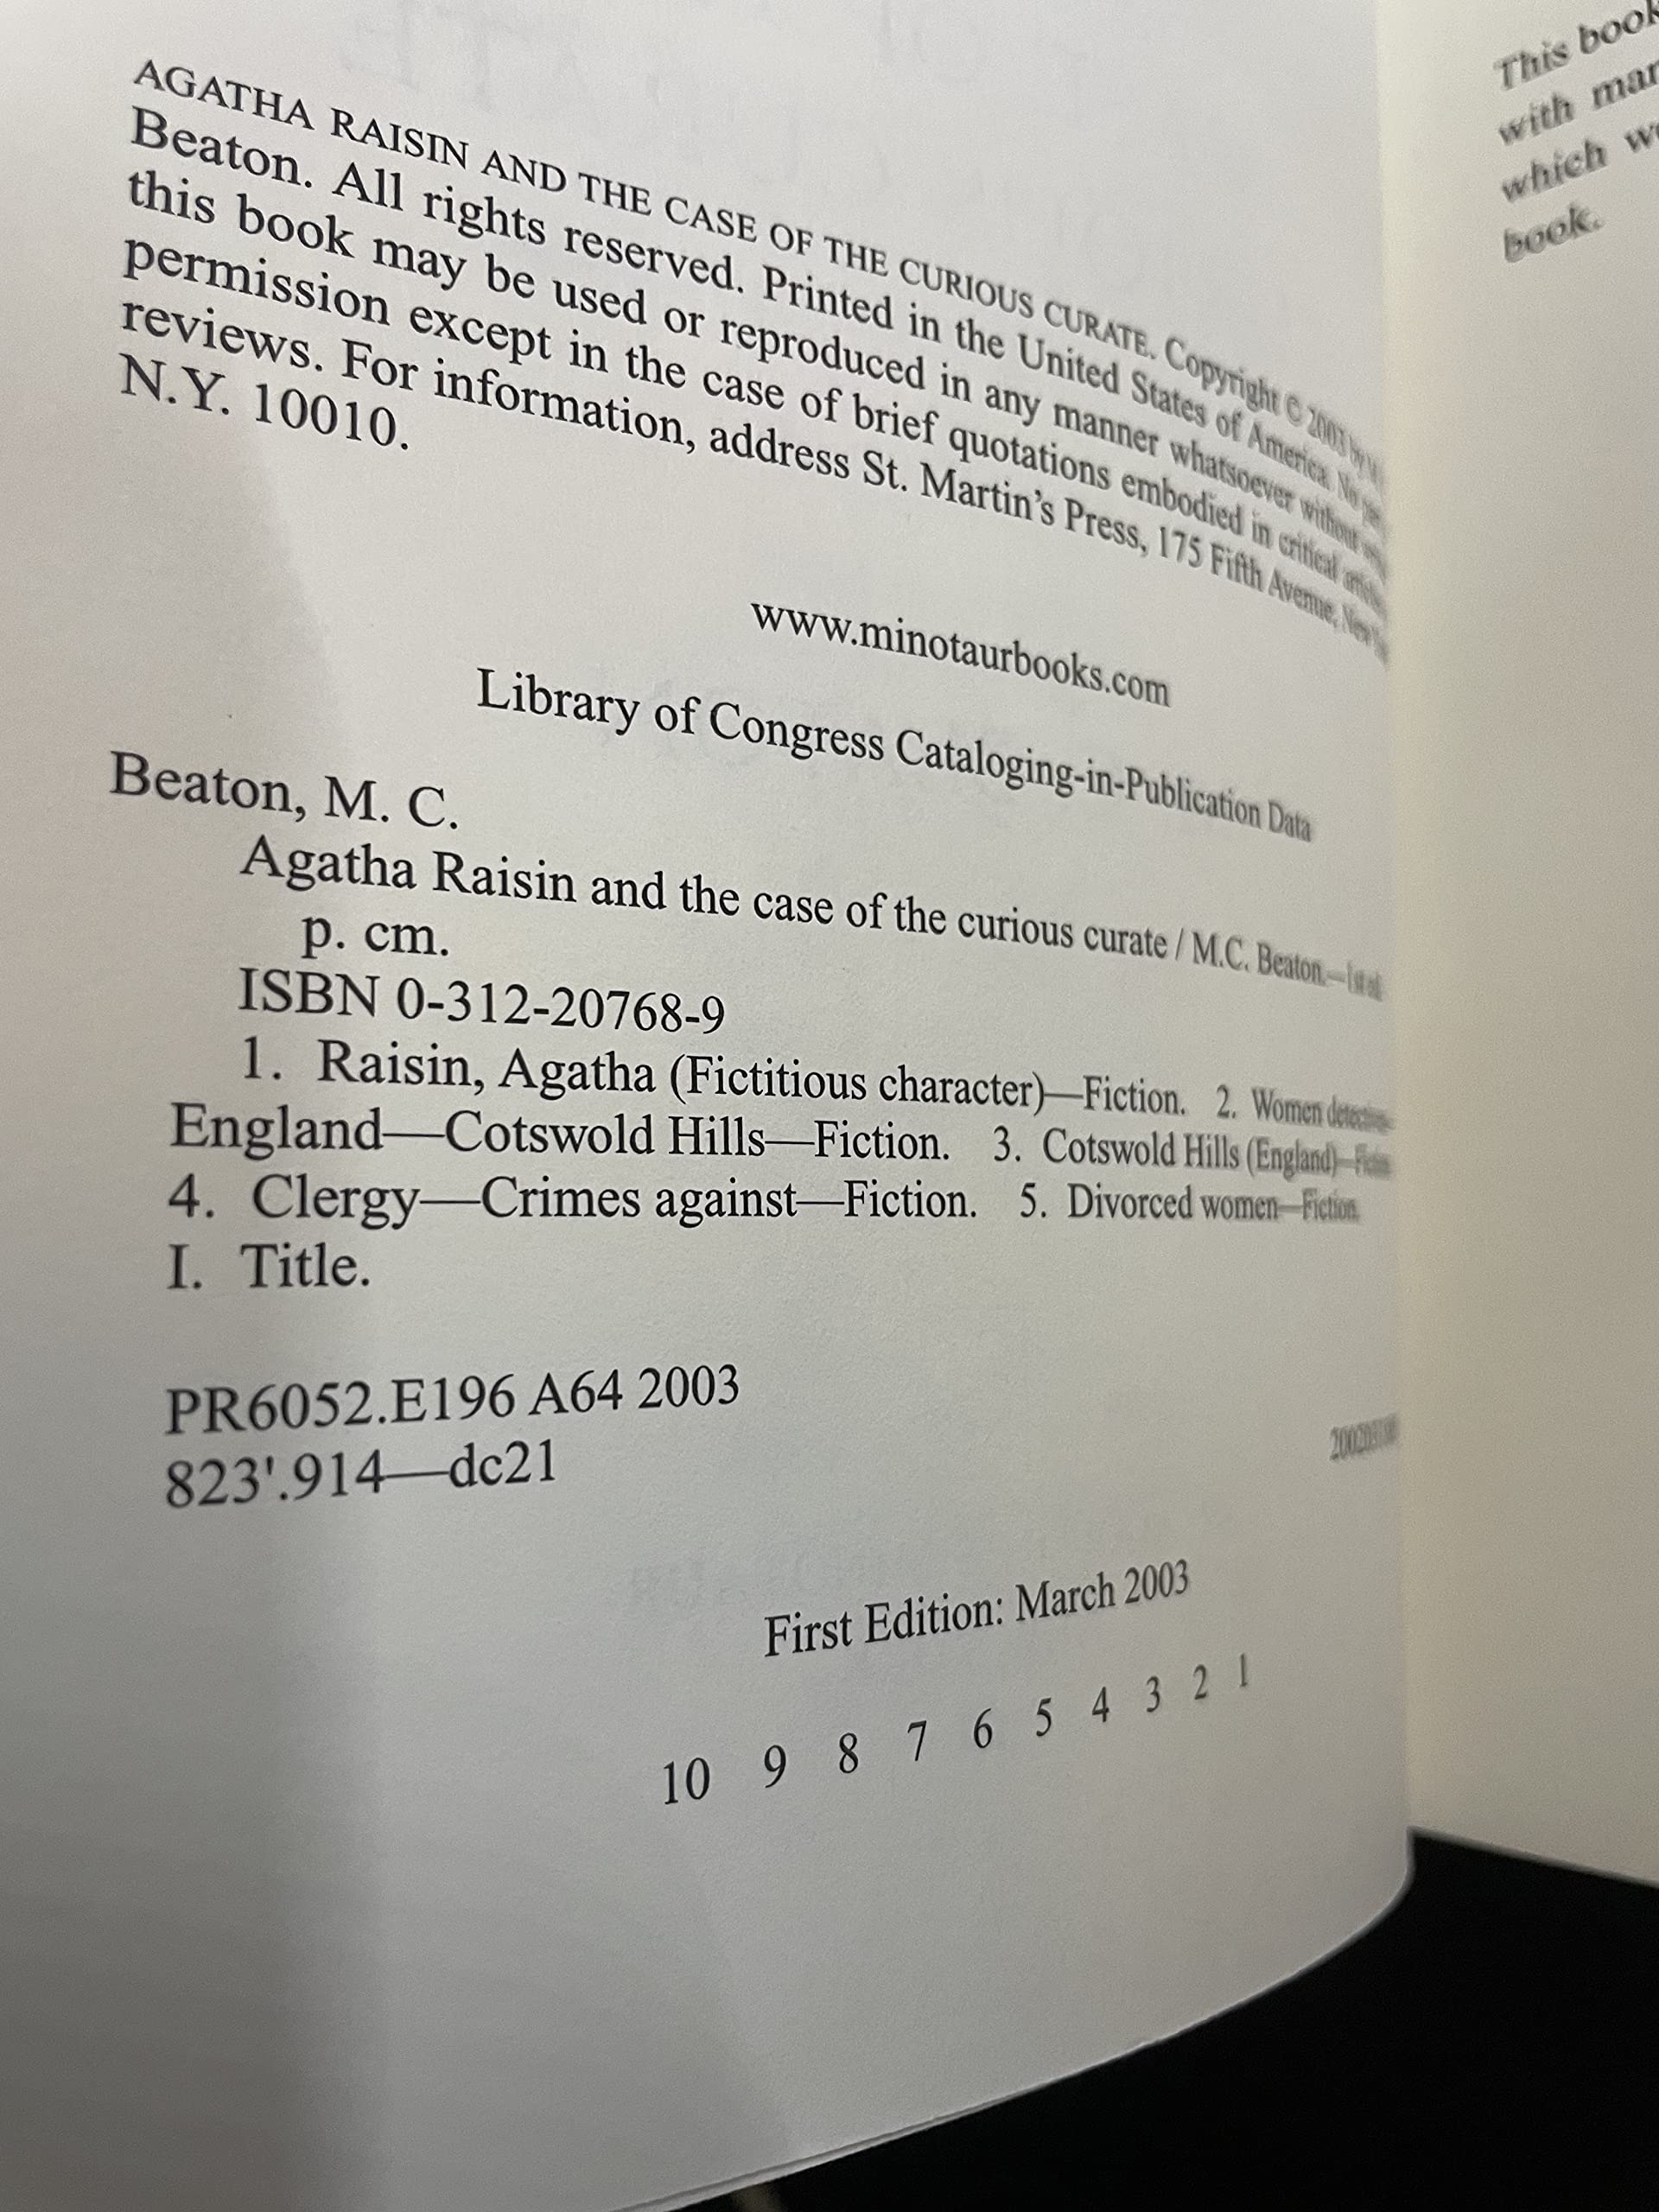 AGATHA RAISIN AND THE CASE OF THE CURIOUS CURATE. Copyright © 2003 by
Beaton. All rights reserved. Printed in the United States of America. No
this book may be used or reproduced in any manner whatsoever without
permission except in the case of brief quotations embodied in critical
reviews. For information, address St. Martin's Press, 175 Fifth Avenue, New
N.Y. 10010.
www.minotaurbooks.com
Library of Congress Cataloging-in-Publication Data
Beaton, M. C.
Agatha Raisin and the case of the curious curate / M.C. Beaton.—
p. cm.
ISBN 0-312-20768-9
1. Raisin, Agatha (Fictitious character)—Fiction. 2. Women
England—Cotswold Hills—Fiction. 3. Cotswold Hills (England)—Fiction.
4. Clergy—Crimes against—Fiction. 5. Divorced women—Fiction.
I. Title.
PR6052.E196 A64 2003
823'.914—dc21
First Edition: March 2003
10 9 8 7 6 5 4 3 2 1
This book
with
which
book.